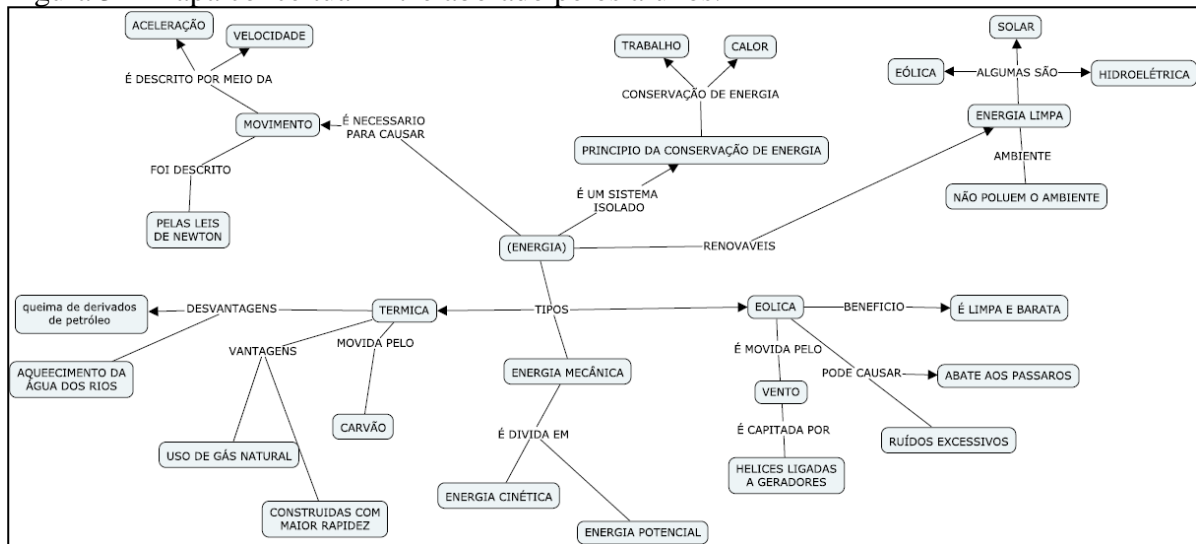 ACELERAÇÃO
VELOCIDADE
É DESCRITO POR MEIO DA
MOVIMENTO
É NECESSARIO
PARA CAUSAR
FOI DESCRITO
PELAS LEIS
DE NEWTON
TRABALHO
CALOR
CONSERVAÇÃO DE ENERGIA
PRINCIPIO DA CONSERVAÇÃO DE ENERGIA
É UM SISTEMA
ISOLADO
SOLAR
EÓLICA
ALGUMAS SÃO
HIDROELÉTRICA
ENERGIA LIMPA
AMBIENTE
NÃO POLUEM O AMBIENTE
(ENERGIA)
RENOVAVEIS
queima de derivados
de petróleo
DESVANTAGENS
TERMICA
TIPOS
EOLICA
BENEFICIO
É LIMPA E BARATA
AQUEECIMENTO DA
ÁGUA DOS RIOS
VANTAGENS
MOVIDA PELO
CARVÃO
USO DE GÁS NATURAL
CONSTRUIDAS COM
MAIOR RAPIDEZ
ENERGIA MECÂNICA
É DIVIDA EM
ENERGIA CINÉTICA
ENERGIA POTENCIAL
É MOVIDA PELO
VENTO
É CAPITADA POR
HELICES LIGADAS
A GERADORES
PODE CAUSAR
ABATE AOS PASSAROS
RUÍDOS EXCESSIVOS